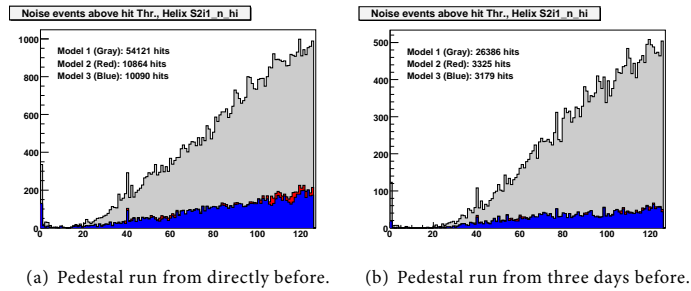 Noise events above hit Thr., Helix S2i1_n_hi
Model 1 (Gray): 54121 hits
Model 2 (Red): 10864 hits
Model 3 (Blue): 10090 hits
1000
800
600
400
200
0
0 20 40 60 80 100 120
(a) Pedestal run from directly before.
Noise events above hit Thr., Helix S2i1_n_hi
Model 1 (Gray): 26386 hits
Model 2 (Red): 3325 hits
Model 3 (Blue): 3179 hits
500
400
300
200
100
0
0 20 40 60 80 100 120
(b) Pedestal run from three days before.